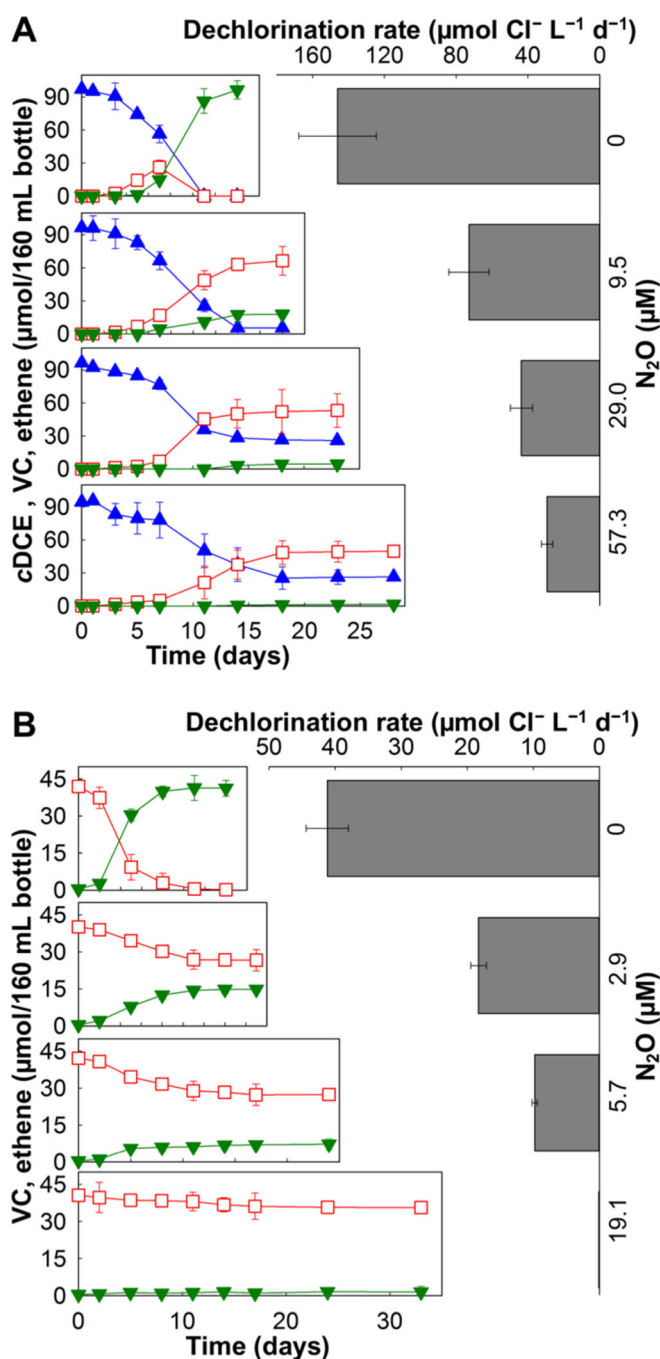 A
Dechlorination rate (µmol Cl⁻ L⁻¹ d⁻¹)
160 120 80 40 0
cDCE , VC, ethene (µmol/160 mL bottle)
90
60
30
0
90
60
30
0
90
60
30
0
90
60
30
0
0 5 10 15 20 25
Time (days)
0
9.5
29.0
57.3
N₂O (µM)
B
Dechlorination rate (µmol Cl⁻ L⁻¹ d⁻¹)
50 40 30 20 10 0
VC, ethene (µmol/160 mL bottle)
45
30
15
0
45
30
15
0
45
30
15
0
45
30
15
0
0 10 20 30
Time (days)
0
2.9
5.7
19.1
N₂O (µM)